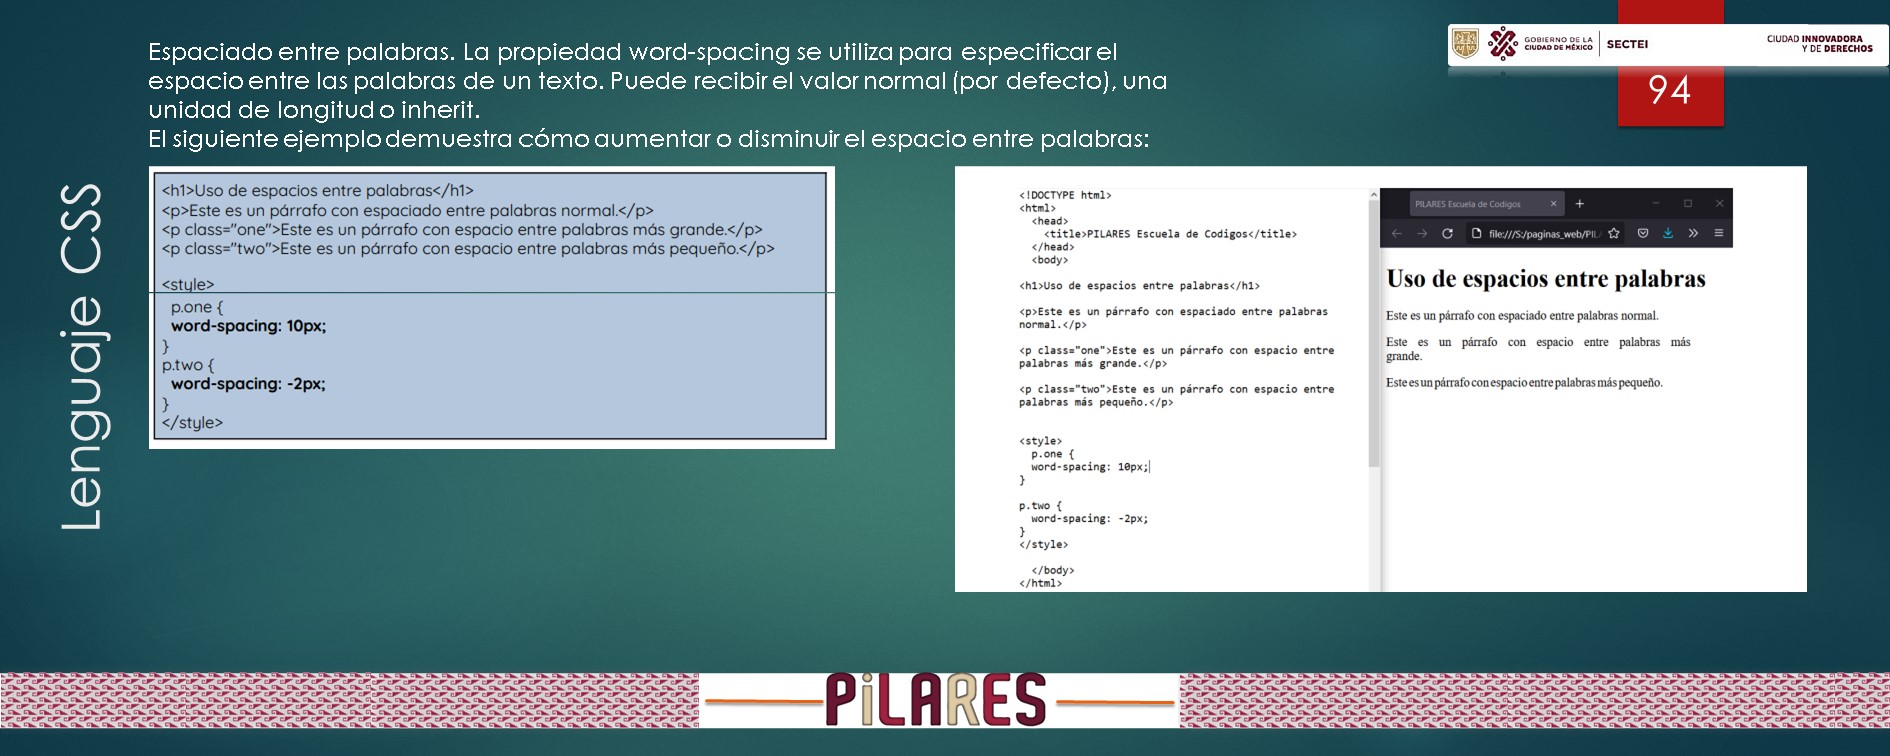 Espaciado entre palabras. La propiedad word-spacing se utiliza para especificar el
espacio entre las palabras de un texto. Puede recibir el valor normal (por defecto), una
unidad de longitud o inherit.
El siguiente ejemplo demuestra cómo aumentar o disminuir el espacio entre palabras:
GOBIERNO DE LA
CIUDAD DE MÉXICO
SECTEI
CIUDAD INNOVADORA
Y DE DERECHOS
94
Lenguaje CSS
<h1>Uso de espacios entre palabras</h1>
<p>Este es un párrafo con espaciado entre palabras normal.</p>
<p class="one">Este es un párrafo con espacio entre palabras más grande.</p>
<p class="two">Este es un párrafo con espacio entre palabras más pequeño.</p>
<style>
p.one {
word-spacing: 10px;
}
p.two {
word-spacing: -2px;
}
</style>
<!DOCTYPE html>
<html>
<head>
<title>PILARES Escuela de Codigos</title>
</head>
<body>
<h1>Uso de espacios entre palabras</h1>
<p>Este es un párrafo con espaciado entre palabras
normal.</p>
<p class="one">Este es un párrafo con espacio entre
palabras más grande.</p>
<p class="two">Este es un párrafo con espacio entre
palabras más pequeño.</p>
<style>
p.one {
word-spacing: 10px;
}
p.two {
word-spacing: -2px;
}
</style>
</body>
</html>
PILARES Escuela de Codigos
file:///S:/paginas_web/PIL
Uso de espacios entre palabras
Este es un párrafo con espaciado entre palabras normal.
Este es un párrafo con espacio entre palabras más
grande.
Este es un párrafo con espacio entre palabras más pequeño.
PiLARES